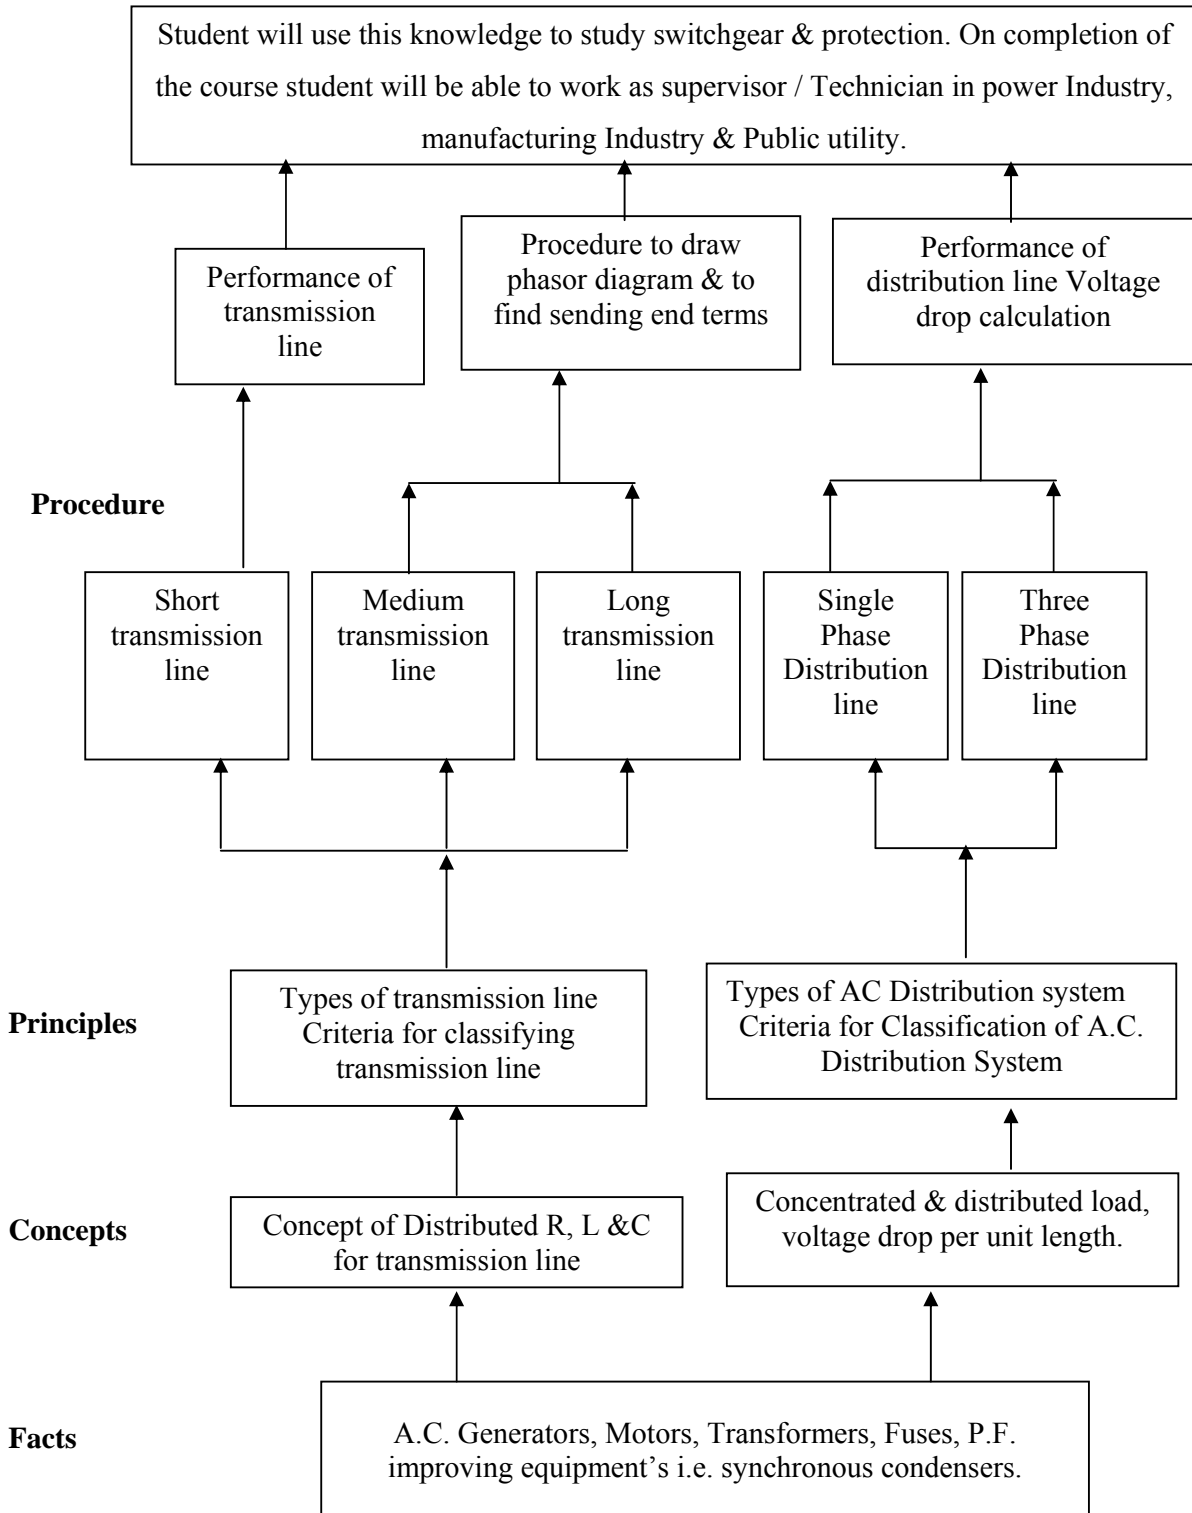 Student will use this knowledge to study switchgear & protection. On completion of
the course student will be able to work as supervisor / Technician in power Industry,
manufacturing Industry & Public utility.
Performance of
transmission
line
Procedure to draw
phasor diagram & to
find sending end terms
Performance of
distribution line Voltage
drop calculation
Procedure
Short
transmission
line
Medium
transmission
line
Long
transmission
line
Single
Phase
Distribution
line
Three
Phase
Distribution
line
Principles
Types of transmission line
Criteria for classifying
transmission line
Types of AC Distribution system
Criteria for Classification of A.C.
Distribution System
Concepts
Concept of Distributed R, L &C
for transmission line
Concentrated & distributed load,
voltage drop per unit length.
Facts
A.C. Generators, Motors, Transformers, Fuses, P.F.
improving equipment's i.e. synchronous condensers.